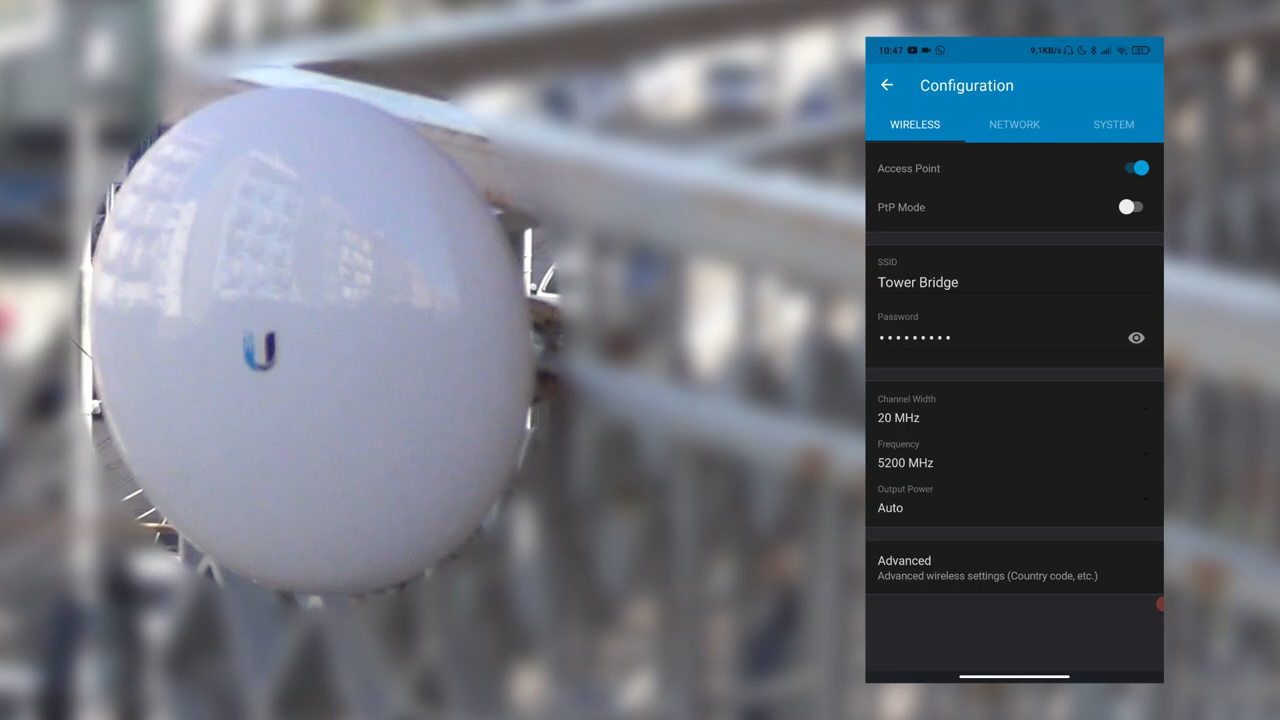 10:47
9,1KB/s
91
Configuration
WIRELESS
NETWORK
SYSTEM
Access Point
PtP Mode
SSID
Tower Bridge
Password
•••••••••
Channel Width
20 MHz
Frequency
5200 MHz
Output Power
Auto
Advanced
Advanced wireless settings (Country code, etc.)